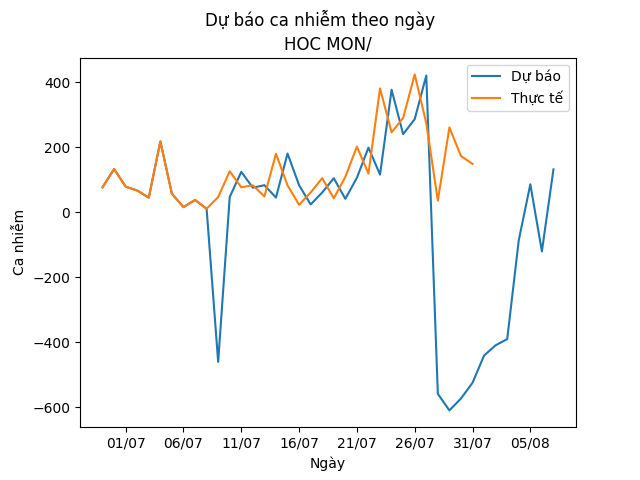 Dự báo ca nhiễm theo ngày
HOC MON/
Dự báo
Thực tế
Ca nhiễm
400
200
0
−200
−400
−600
01/07 06/07 11/07 16/07 21/07 26/07 31/07 05/08
Ngày